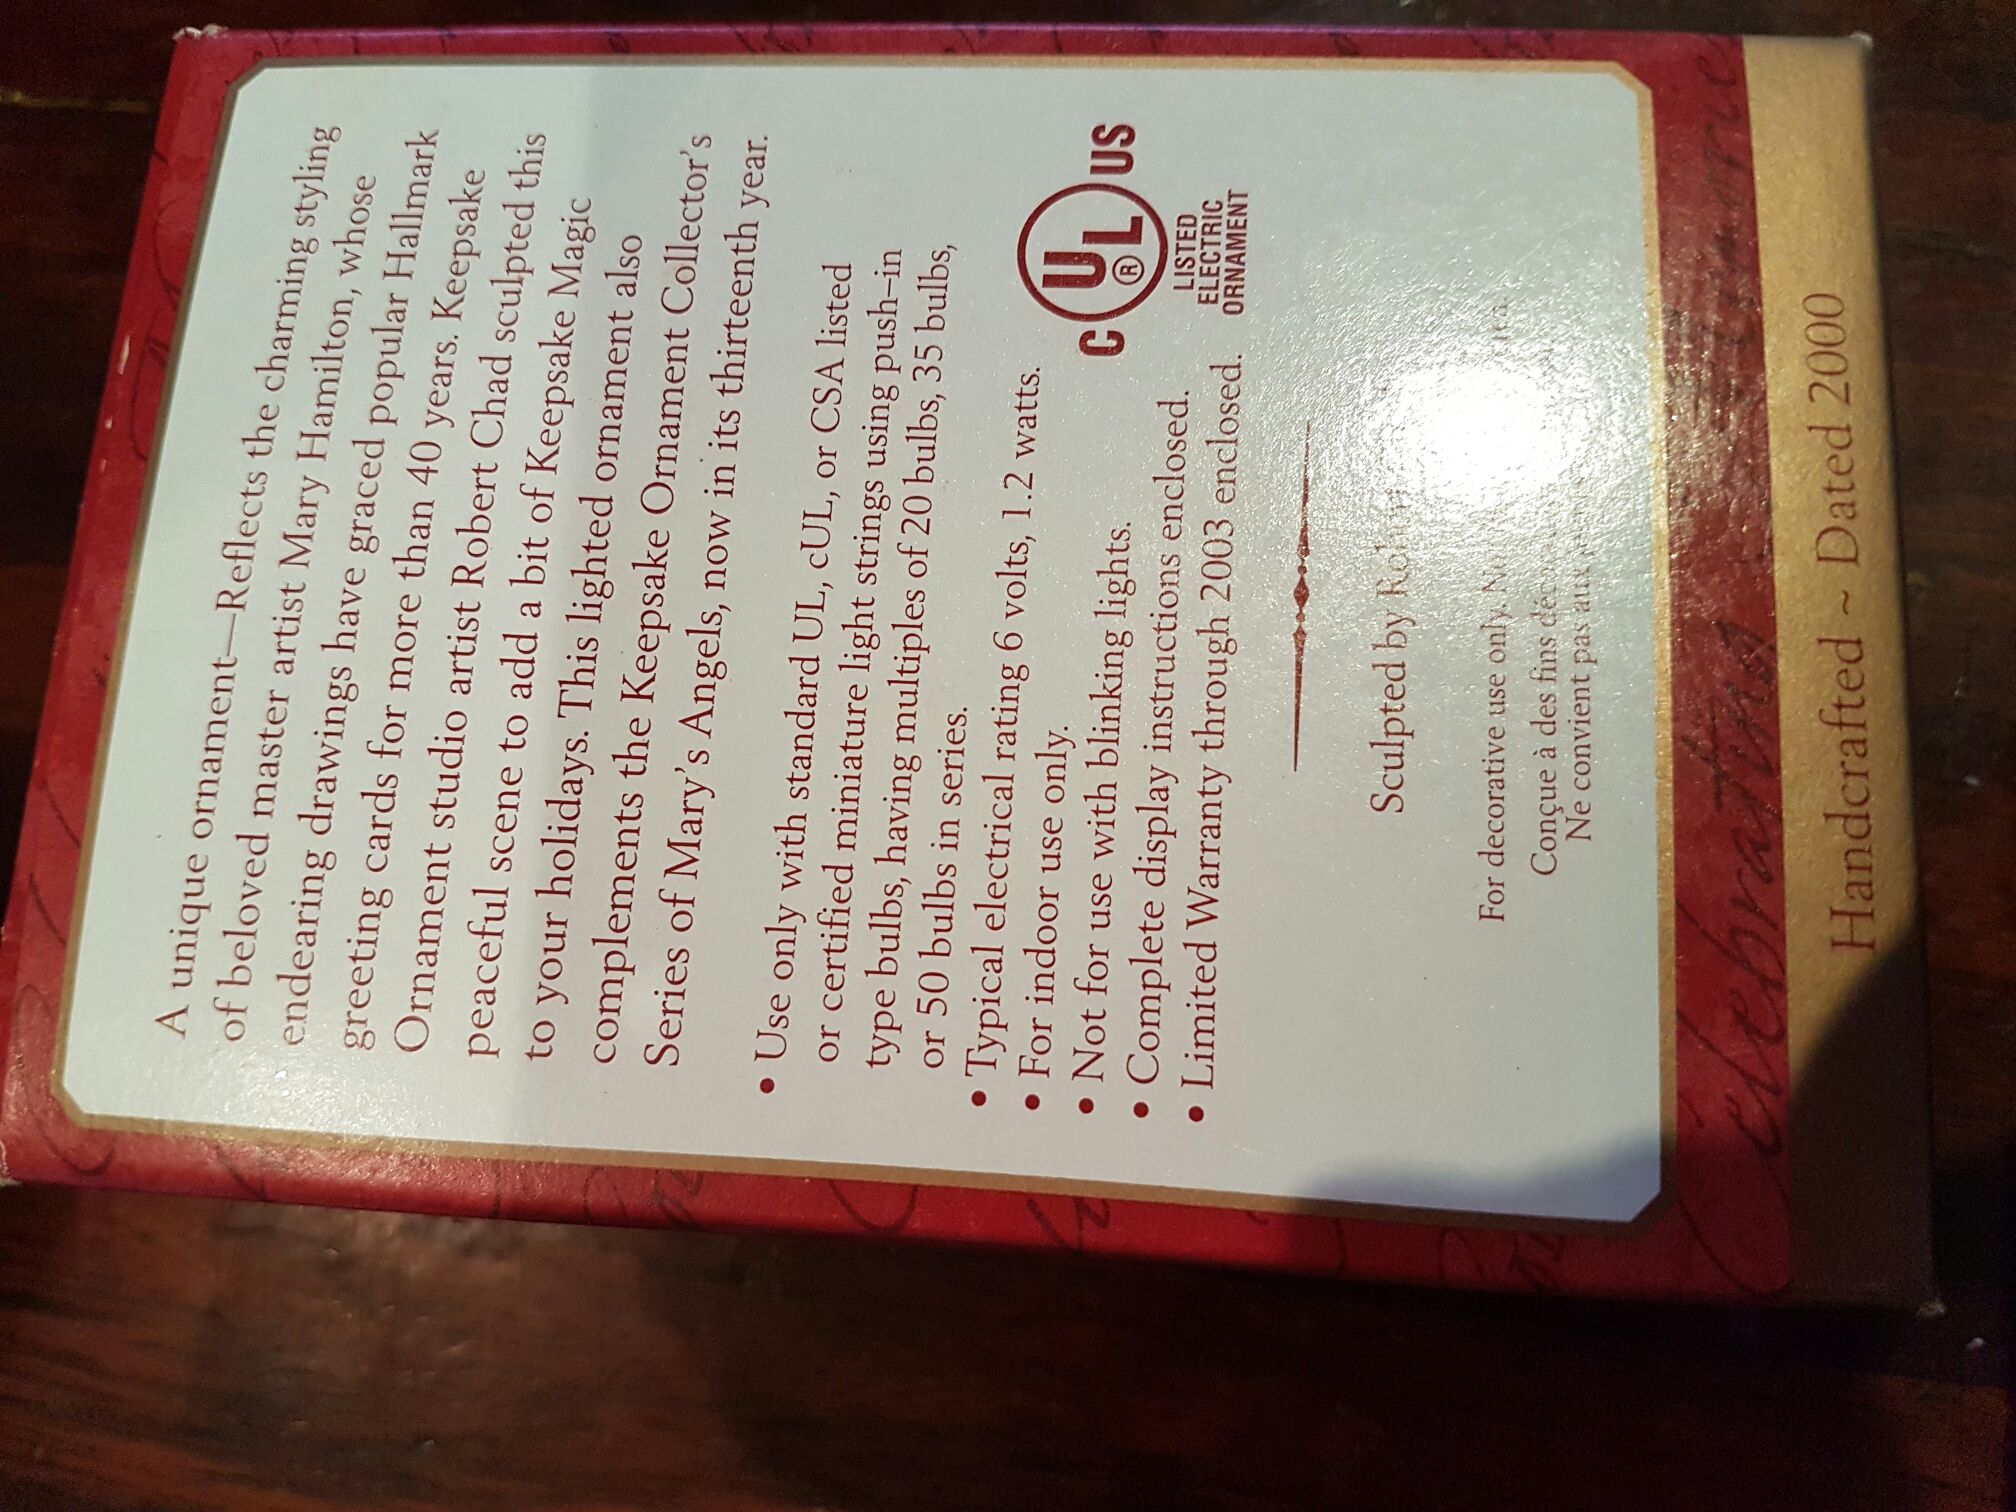 A unique ornament—Reflects the charming styling
of beloved master artist Mary Hamilton, whose
endearing drawings have graced popular Hallmark
greeting cards for more than 40 years. Keepsake
Ornament studio artist Robert Chad sculpted this
peaceful scene to add a bit of Keepsake Magic
to your holidays. This lighted ornament also
complements the Keepsake Ornament Collector's
Series of Mary's Angels, now in its thirteenth year.
• Use only with standard UL, cUL, or CSA listed
or certified miniature light strings using push-in
type bulbs, having multiples of 20 bulbs, 35 bulbs,
or 50 bulbs in series.
• Typical electrical rating 6 volts, 1.2 watts.
• For indoor use only.
• Not for use with blinking lights.
• Complete display instructions enclosed.
• Limited Warranty through 2003 enclosed.
C UL ® US
LISTED
ELECTRIC
ORNAMENT
Sculpted by
For decorative use only.
Conçue à des fins
Ne convient pas aux
Celebrating
Handcrafted ~ Dated 2000